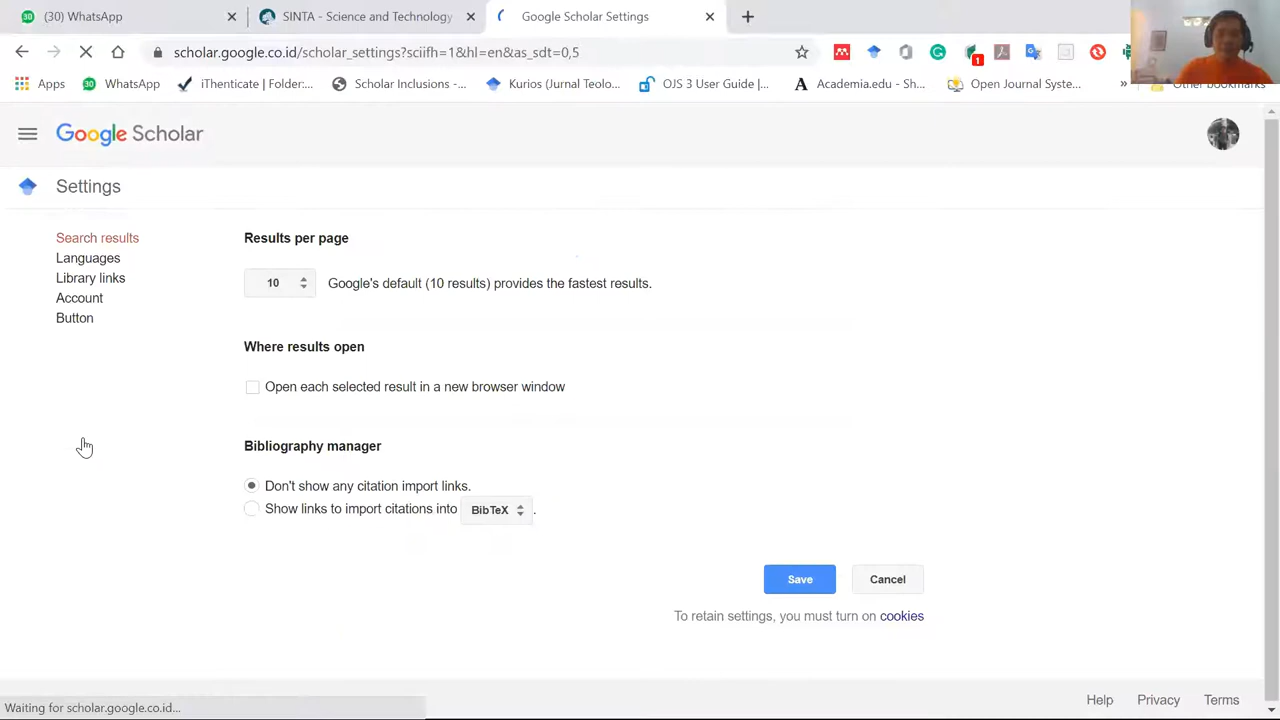 (30) WhatsApp
SINTA - Science and Technology
Google Scholar Settings
scholar.google.co.id/scholar_settings?sciifh=1&hl=en&as_sdt=0,5
1
Apps
WhatsApp
iThenticate | Folder:...
Scholar Inclusions -...
Kurios (Jurnal Teolo...
OJS 3 User Guide |...
Academia.edu - Sh...
Open Journal System...
»
Other bookmarks
Google Scholar
Settings
Search results
Languages
Library links
Account
Button
Results per page
10 Google's default (10 results) provides the fastest results.
Where results open
Open each selected result in a new browser window
Bibliography manager
Don't show any citation import links.
Show links to import citations into BibTeX .
Save Cancel
To retain settings, you must turn on cookies
Help Privacy Terms
Waiting for scholar.google.co.id...